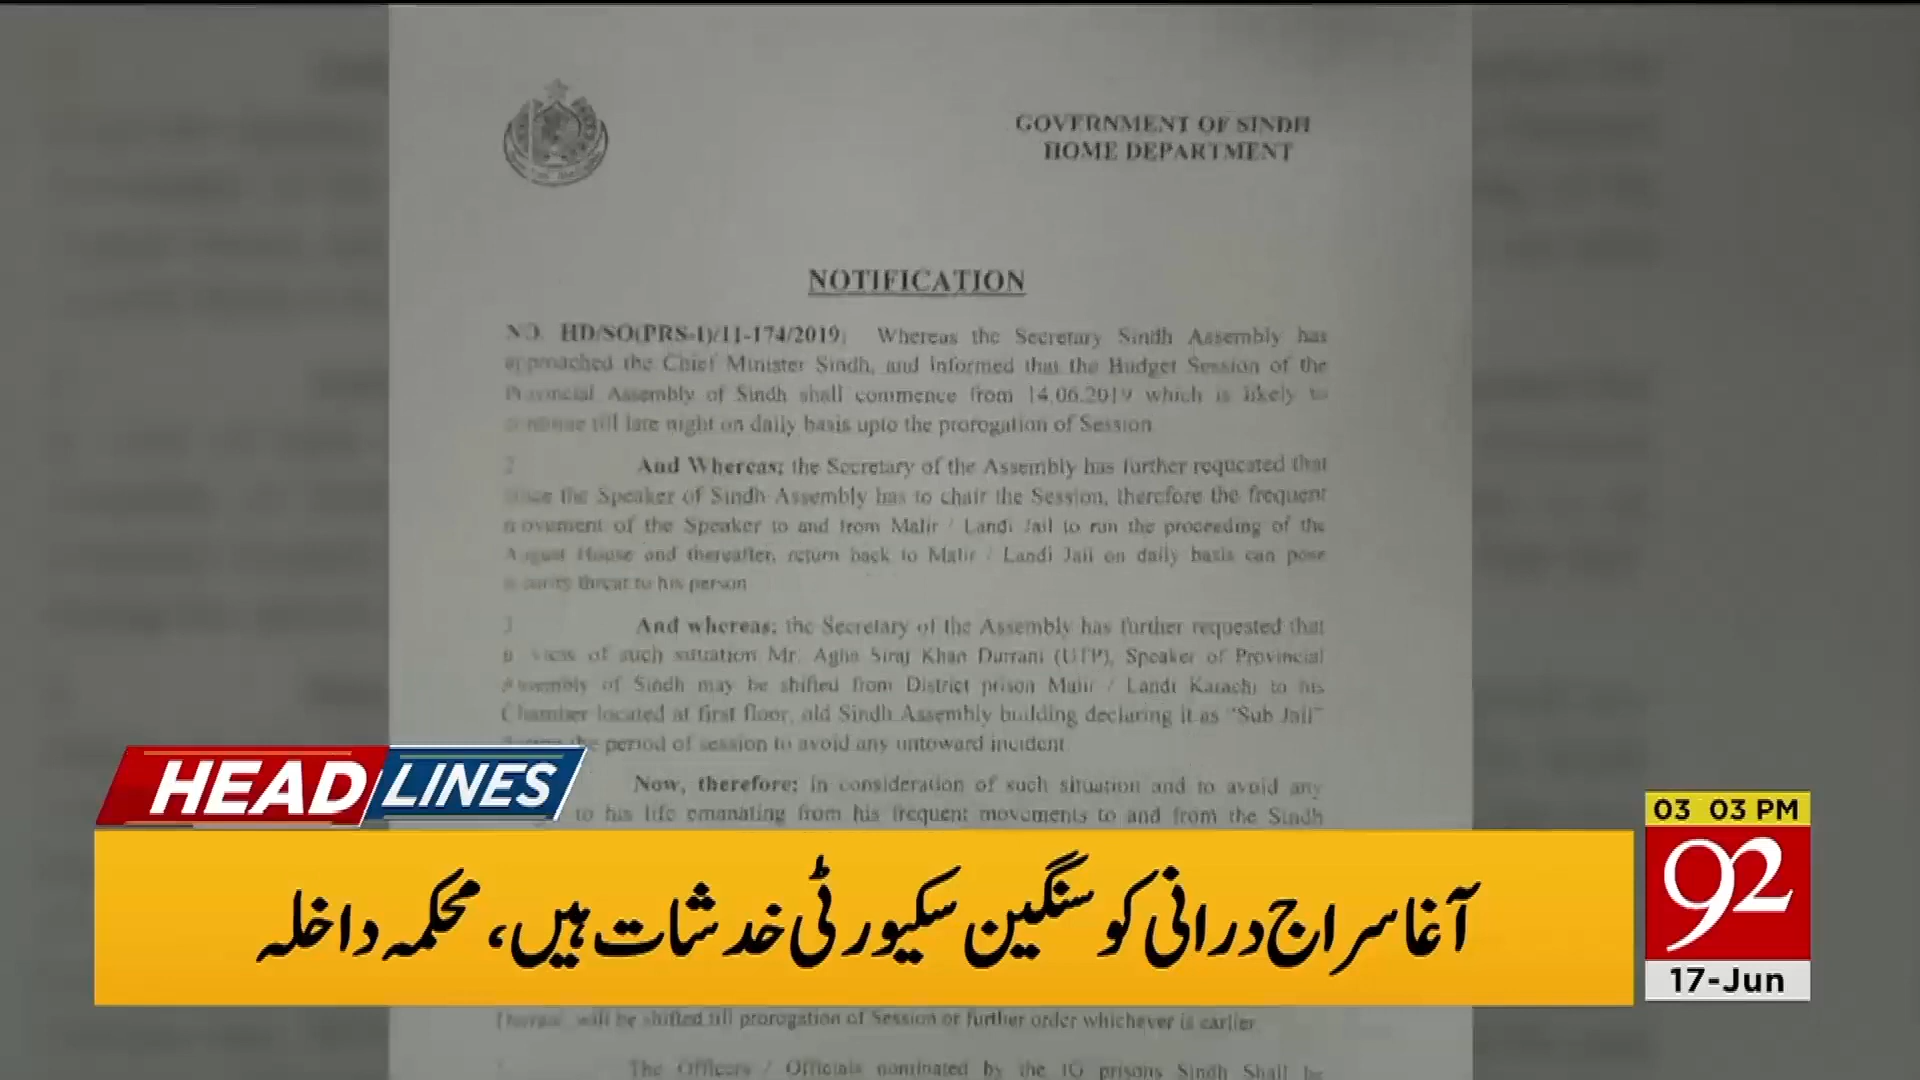 GOVERNMENT OF SINDH
HOME DEPARTMENT
NOTIFICATION
NO. HD/SO(PRS-1)/11-174/2019; Whereas the Secretary Sindh Assembly has
approached the Chief Minister Sindh, and informed that the Budget Session of the
Provincial Assembly of Sindh shall commence from 14.06.2019 which is likely to
continue till late night on daily basis upto the prorogation of Session
2 And Whereas; the Secretary of the Assembly has further requested that
since the Speaker of Sindh Assembly has to chair the Session, therefore the frequent
movement of the Speaker to and from Malir / Landi Jail to run the proceeding of the
August House and thereafter, return back to Malir / Landi Jail on daily basis can pose
security threat to his person
3 And whereas; the Secretary of the Assembly has further requested that
in view of such situation Mr. Agha Siraj Khan Durrani (UTP), Speaker of Provincial
Assembly of Sindh may be shifted from District prison Malir / Landi Karachi to his
Chamber located at first floor, old Sindh Assembly building declaring it as "Sub Jail"
the period of session to avoid any untoward incident
Now, therefore; in consideration of such situation and to avoid any
to his life emanating from his frequent movements to and from the Sindh
HEADLINES
آغا سراج درانی کو سنگین سکیورٹی خدشات ہیں، محکمہ داخلہ
03 03 PM
92
17-Jun
will be shifted till prorogation of Session or further order whichever is earlier
The Officers / Officials nominated by the IG prisons Sindh Shall be